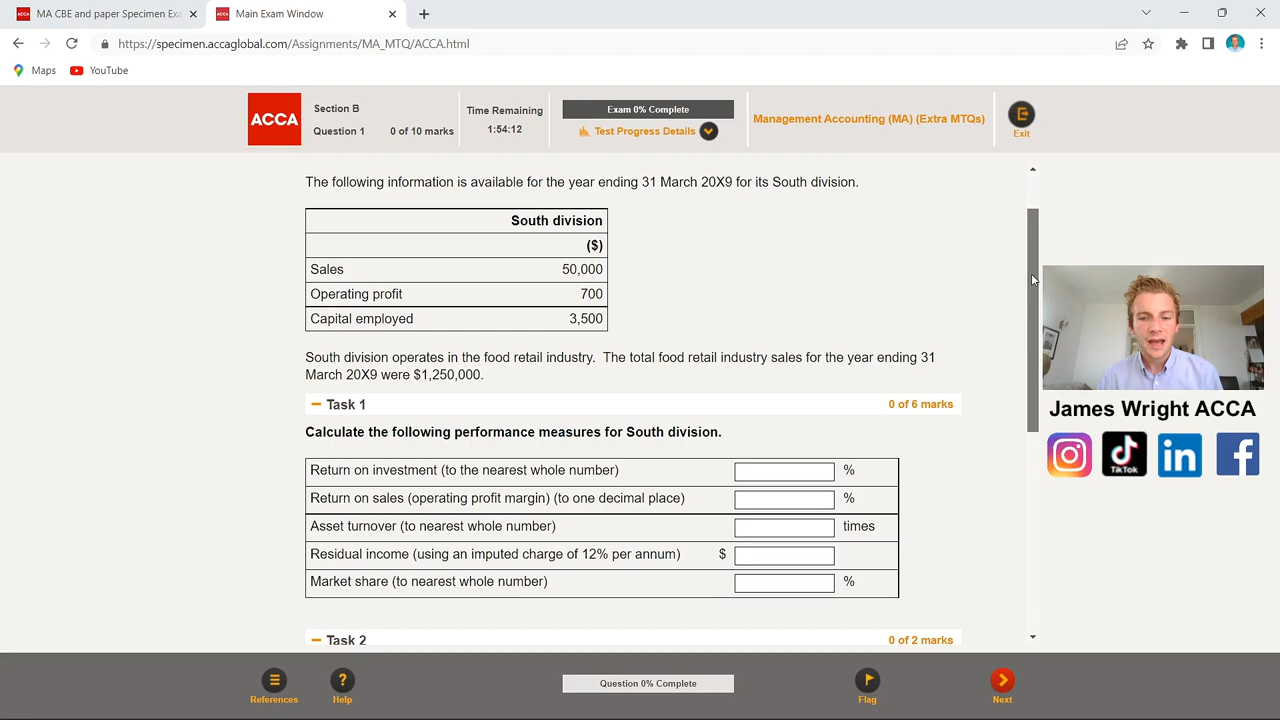 MA CBE and paper Specimen Exa
Main Exam Window
https://specimen.accaglobal.com/Assignments/MA_MTQ/ACCA.html
Maps
YouTube
ACCA
Section B
Question 1
0 of 10 marks
Time Remaining
1:54:12
Exam 0% Complete
Test Progress Details
Management Accounting (MA) (Extra MTQs)
Exit
The following information is available for the year ending 31 March 20X9 for its South division.
South division
($)
Sales 50,000
Operating profit 700
Capital employed 3,500
South division operates in the food retail industry. The total food retail industry sales for the year ending 31
March 20X9 were $1,250,000.
Task 1 0 of 6 marks
Calculate the following performance measures for South division.
Return on investment (to the nearest whole number) %
Return on sales (operating profit margin) (to one decimal place) %
Asset turnover (to nearest whole number) times
Residual income (using an imputed charge of 12% per annum) $
Market share (to nearest whole number) %
Task 2 0 of 2 marks
James Wright ACCA
TikTok
in
f
References
Help
Question 0% Complete
Flag
Next